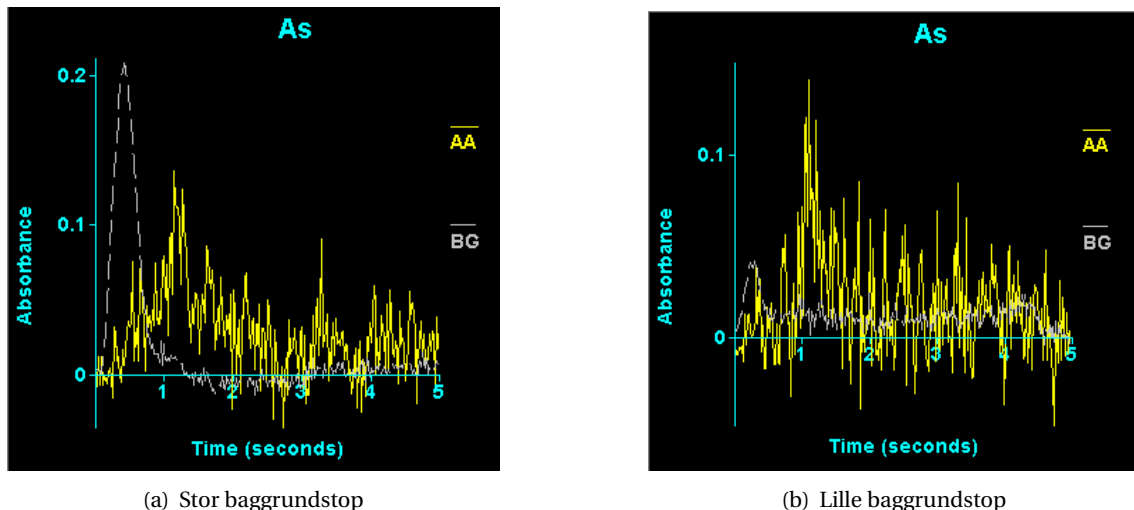 As
0.2
AA
0.1
BG
Absorbance
0
1
2
3
4
5
Time (seconds)
(a) Stor baggrundstop
As
0.1
AA
BG
Absorbance
0
1
2
3
4
5
Time (seconds)
(b) Lille baggrundstop